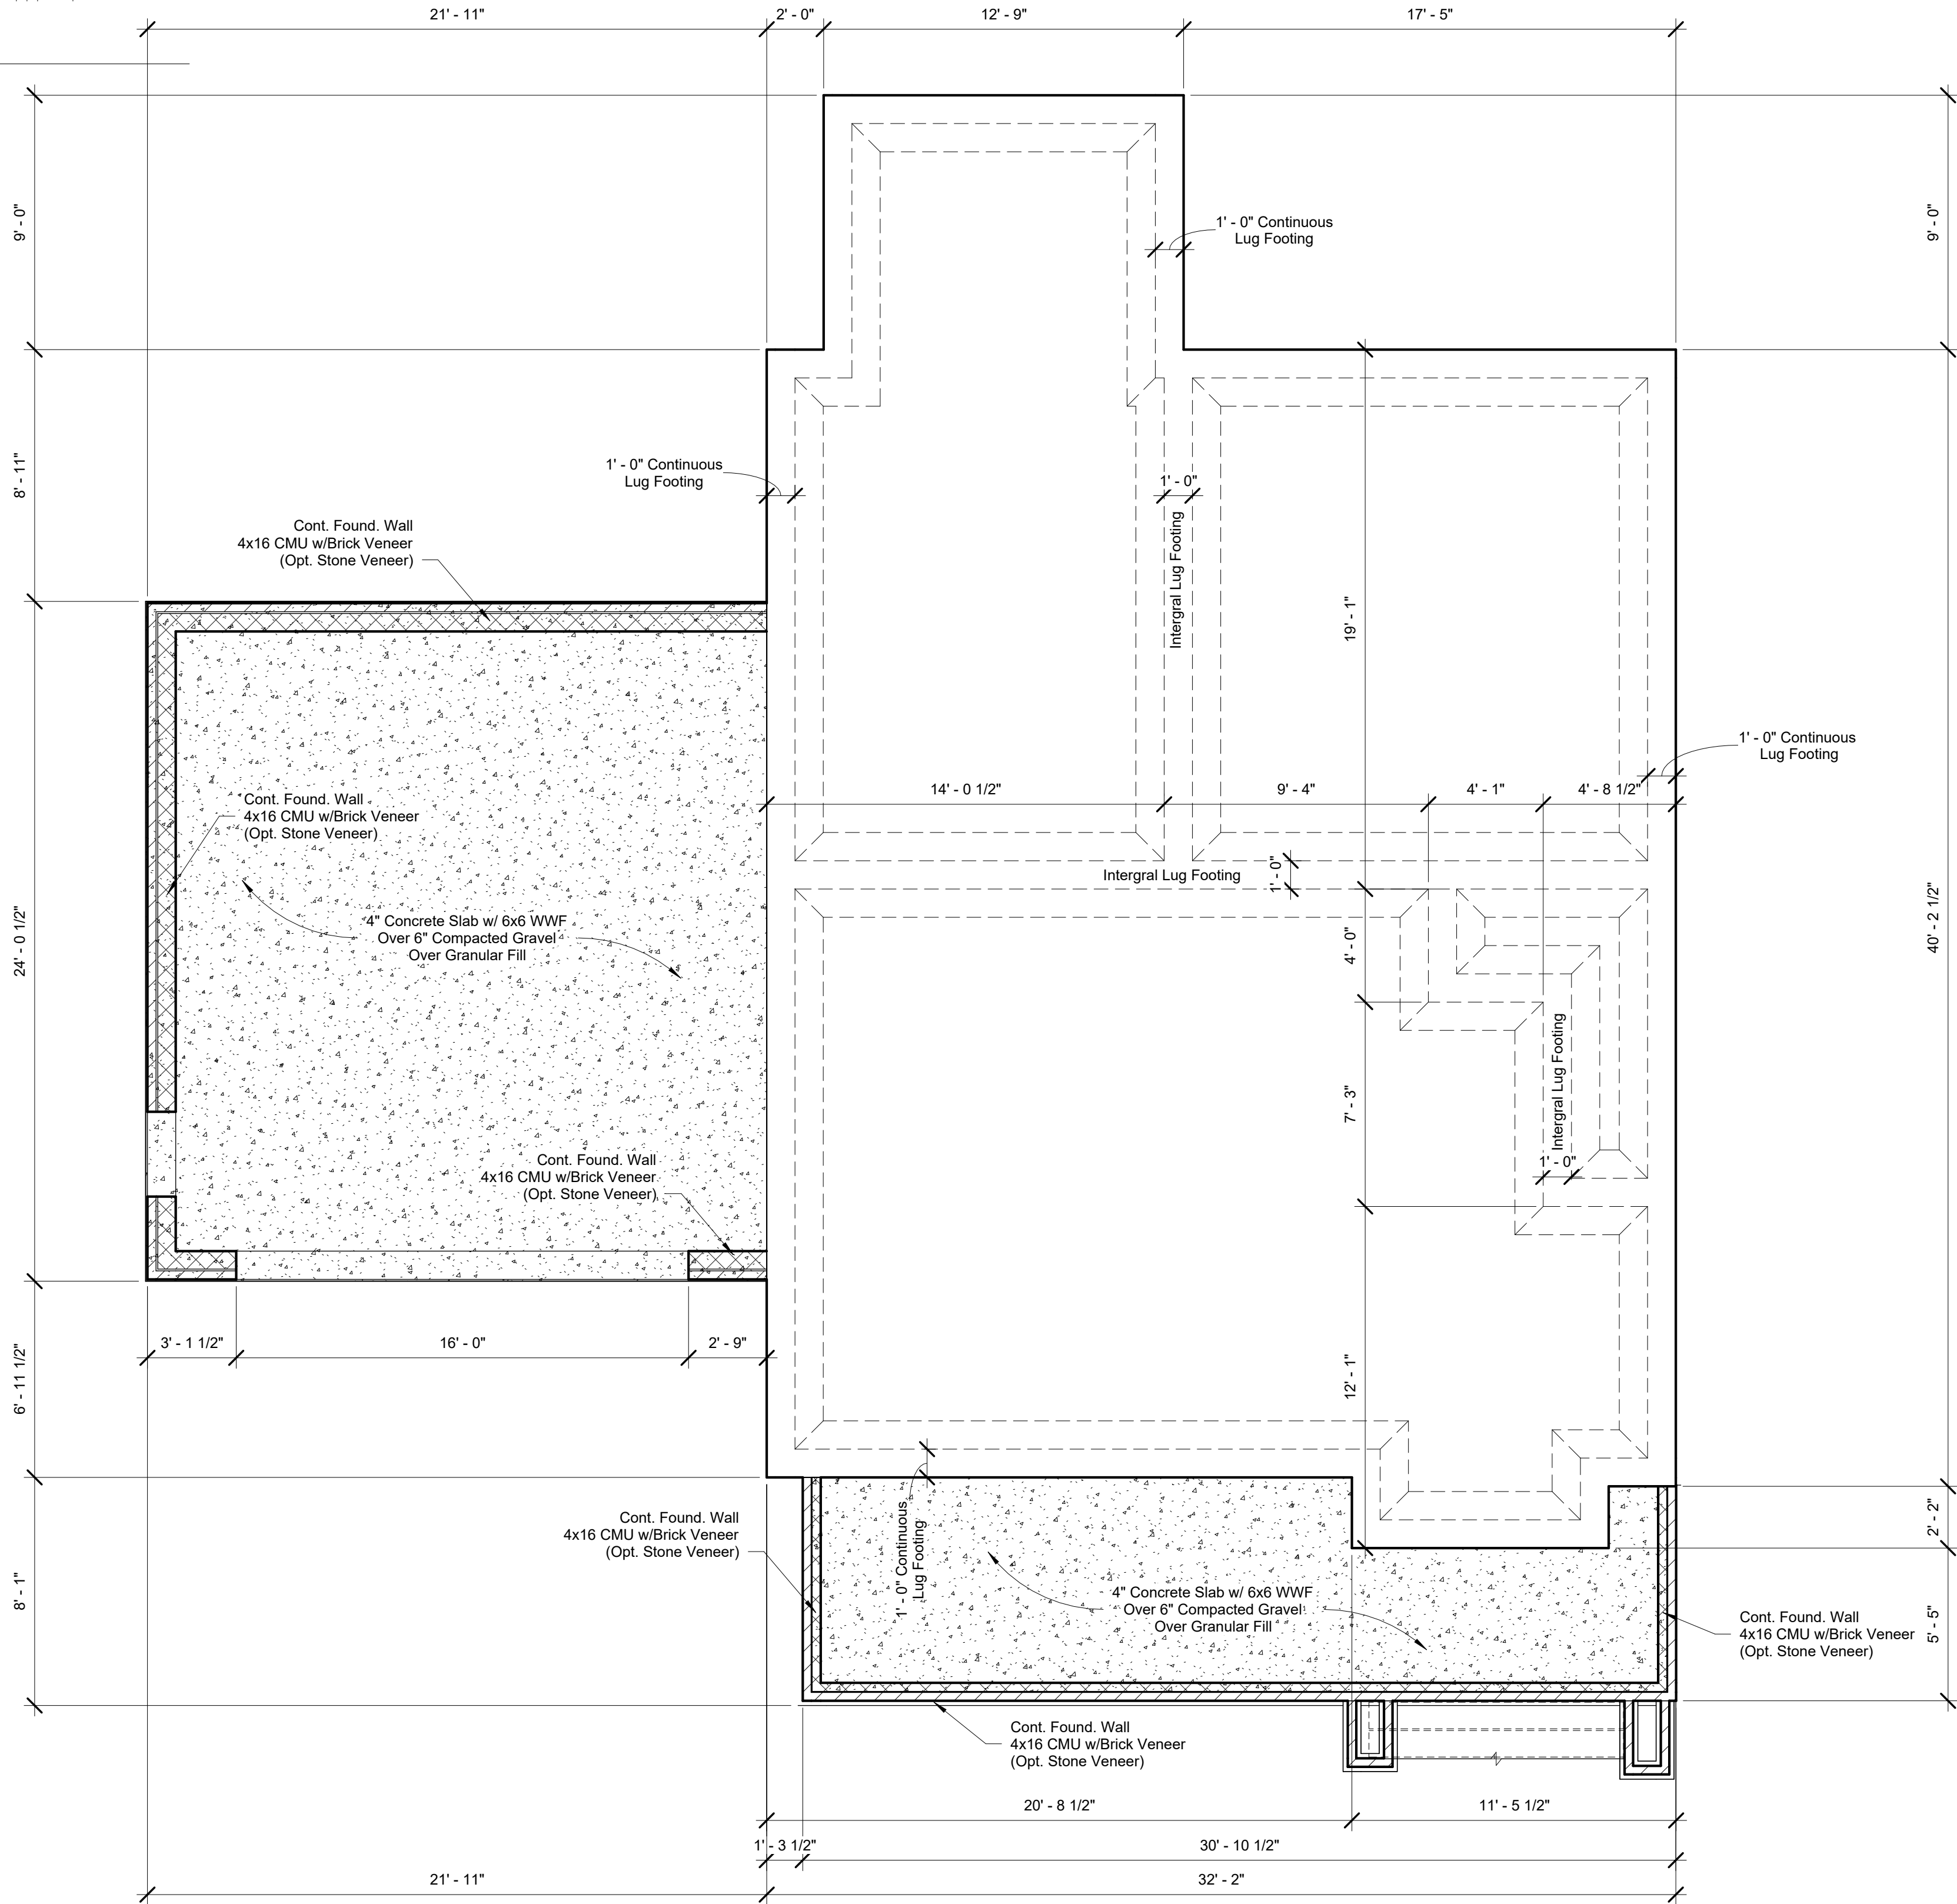 21' - 11"
2' - 0"
12' - 9"
17' - 5"
9' - 0"
9' - 0"
1' - 0" Continuous
Lug Footing
8' - 11"
1' - 0" Continuous
Lug Footing
1' - 0"
Cont. Found. Wall
4x16 CMU w/Brick Veneer
(Opt. Stone Veneer)
Intergral Lug Footing
19' - 1"
1' - 0" Continuous
Lug Footing
14' - 0 1/2"
9' - 4"
4' - 1"
4' - 8 1/2"
Cont. Found. Wall
4x16 CMU w/Brick Veneer
(Opt. Stone Veneer)
Intergral Lug Footing
1' - 0"
4" Concrete Slab w/ 6x6 WWF
Over 6" Compacted Gravel
Over Granular Fill
24' - 0 1/2"
40' - 2 1/2"
4' - 0"
7' - 3"
Intergral Lug Footing
1' - 0"
Cont. Found. Wall
4x16 CMU w/Brick Veneer
(Opt. Stone Veneer)
3' - 1 1/2"
16' - 0"
2' - 9"
6' - 11 1/2"
12' - 1"
Cont. Found. Wall
4x16 CMU w/Brick Veneer
(Opt. Stone Veneer)
1' - 0" Continuous
Lug Footing
2' - 2"
8' - 1"
4" Concrete Slab w/ 6x6 WWF
Over 6" Compacted Gravel
Over Granular Fill
5' - 5"
Cont. Found. Wall
4x16 CMU w/Brick Veneer
(Opt. Stone Veneer)
Cont. Found. Wall
4x16 CMU w/Brick Veneer
(Opt. Stone Veneer)
20' - 8 1/2"
11' - 5 1/2"
1' - 3 1/2"
30' - 10 1/2"
21' - 11"
32' - 2"